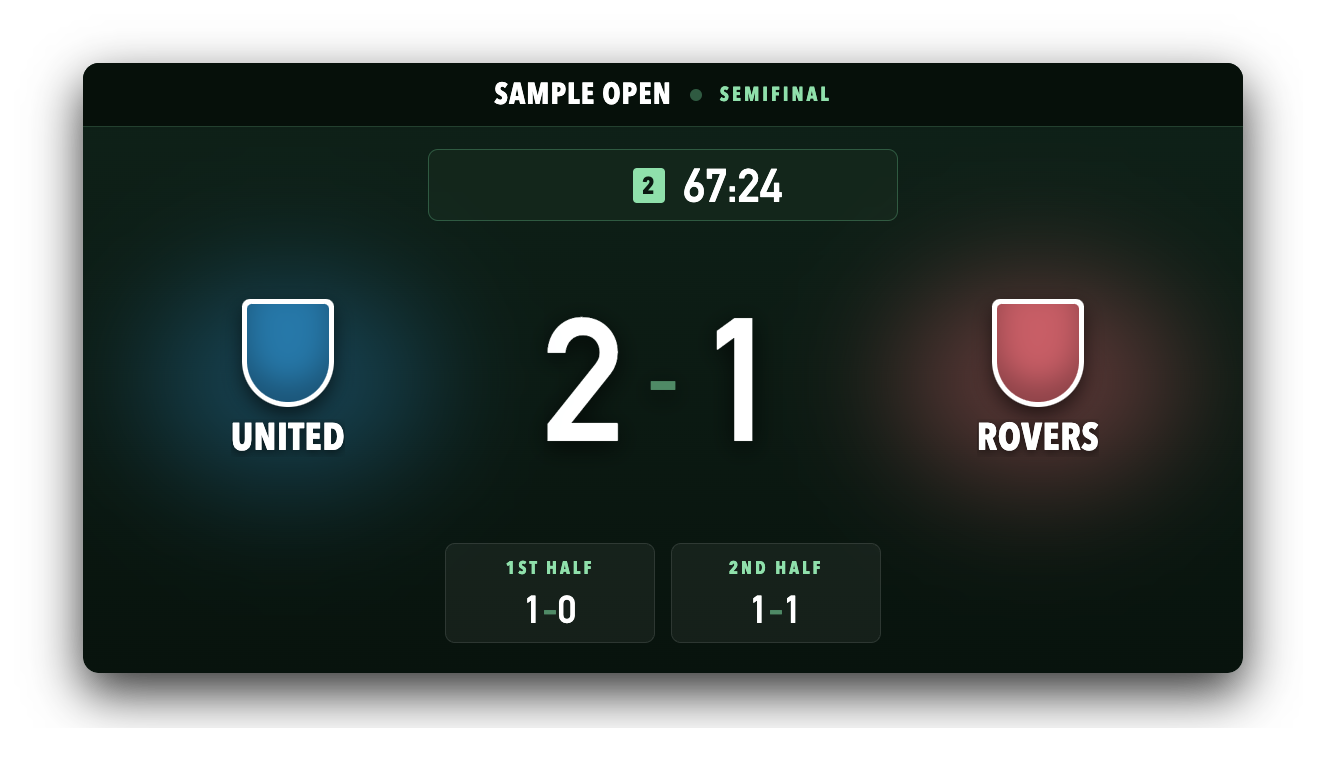 SAMPLE OPEN • SEMIFINAL
2 67:24
2 - 1
UNITED
ROVERS
1ST HALF
1-0
2ND HALF
1-1